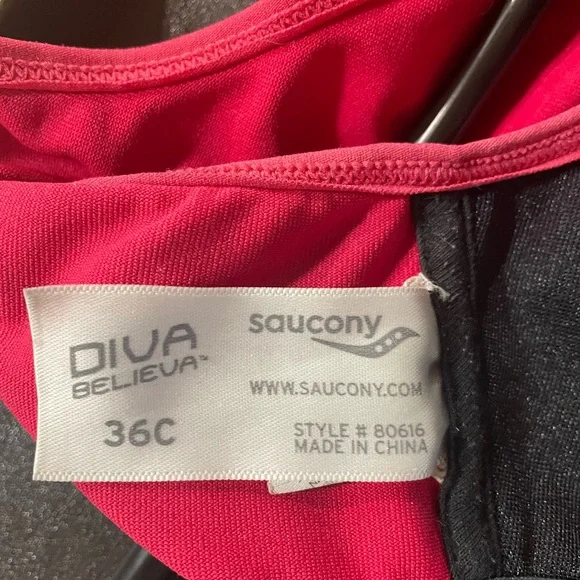 DIVA
BELIEVA™
36C
saucony
WWW.SAUCONY.COM
STYLE # 80616
MADE IN CHINA